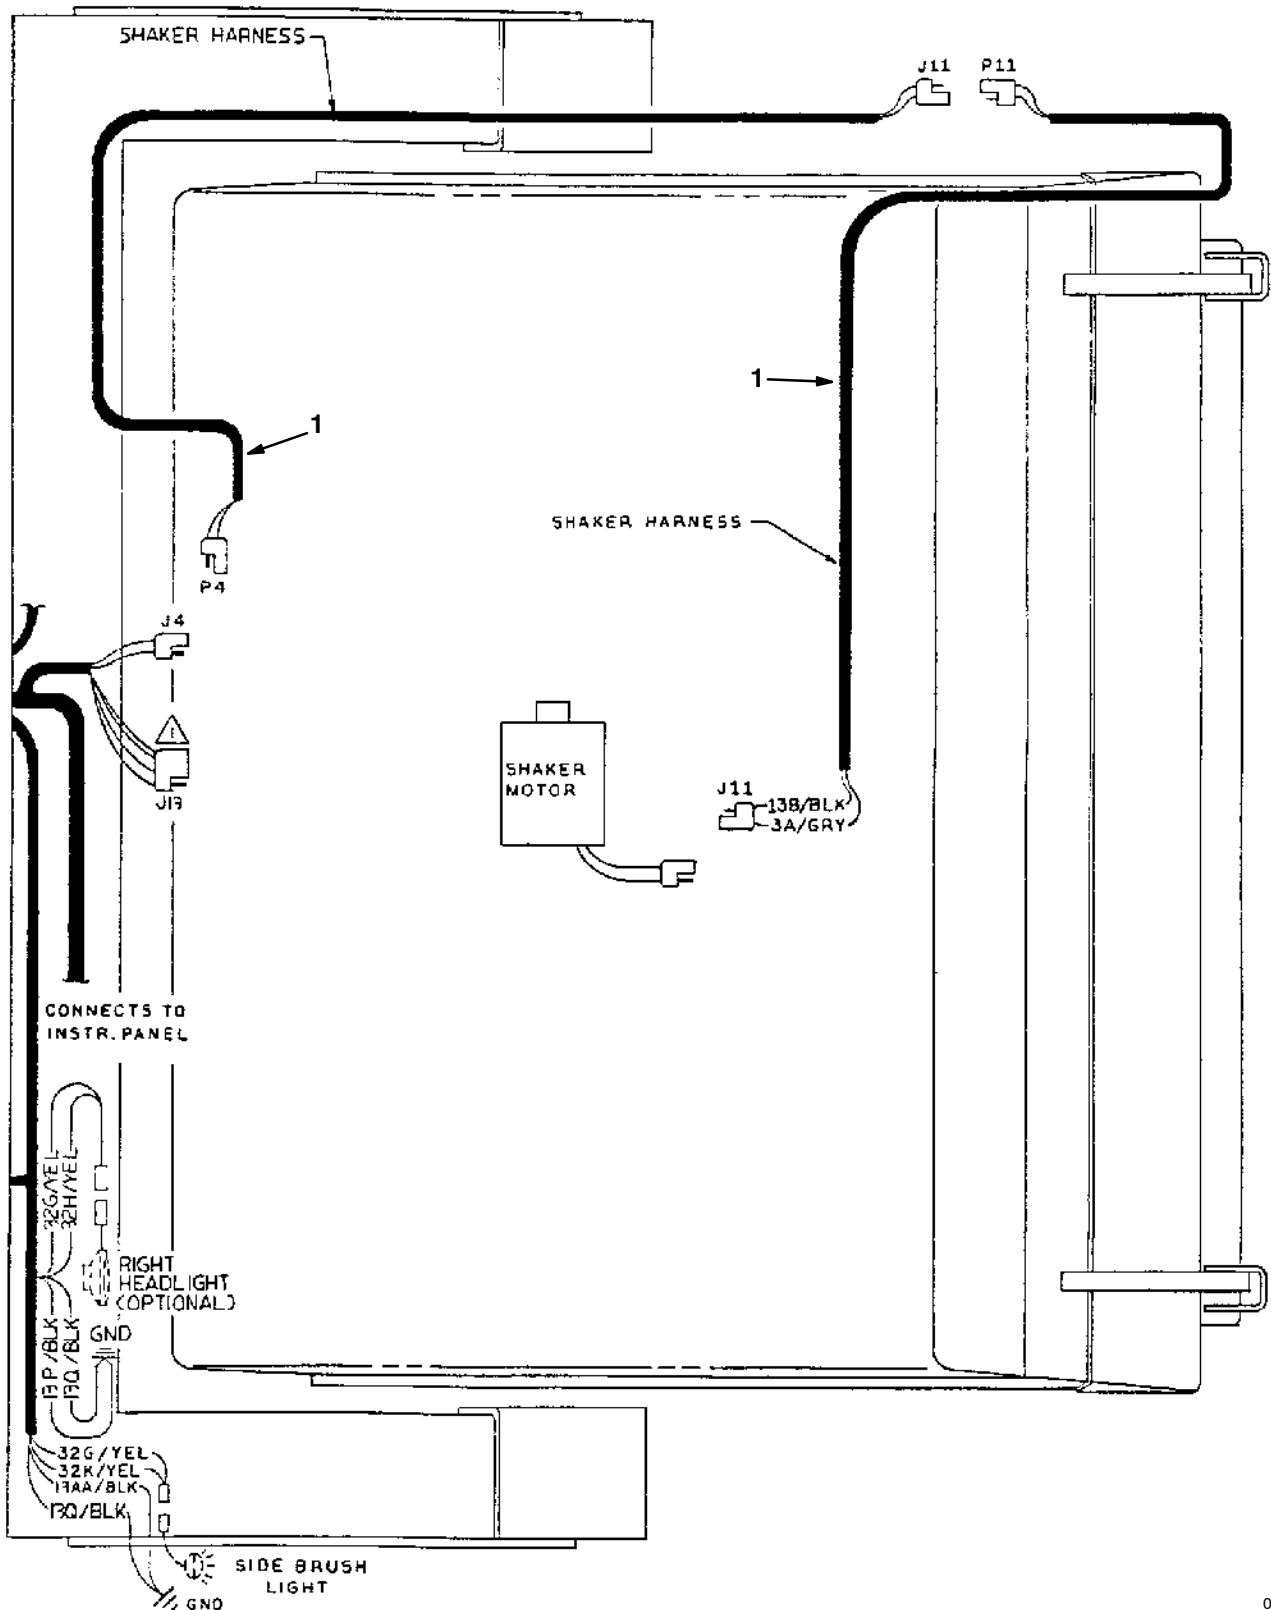 SHAKER HARNESS
J11 P11
1
1
SHAKER HARNESS
P4
J4
1
SHAKER
MOTOR
J11
13B/BLK
3A/GRY
J13
CONNECTS TO
INSTR. PANEL
32G/YEL
32H/YEL
RIGHT
HEADLIGHT
(OPTIONAL)
GND
13P/BLK
13Q/BLK
32G/YEL
32K/YEL
13AA/BLK
13Q/BLK
SIDE BRUSH
LIGHT
GND
0